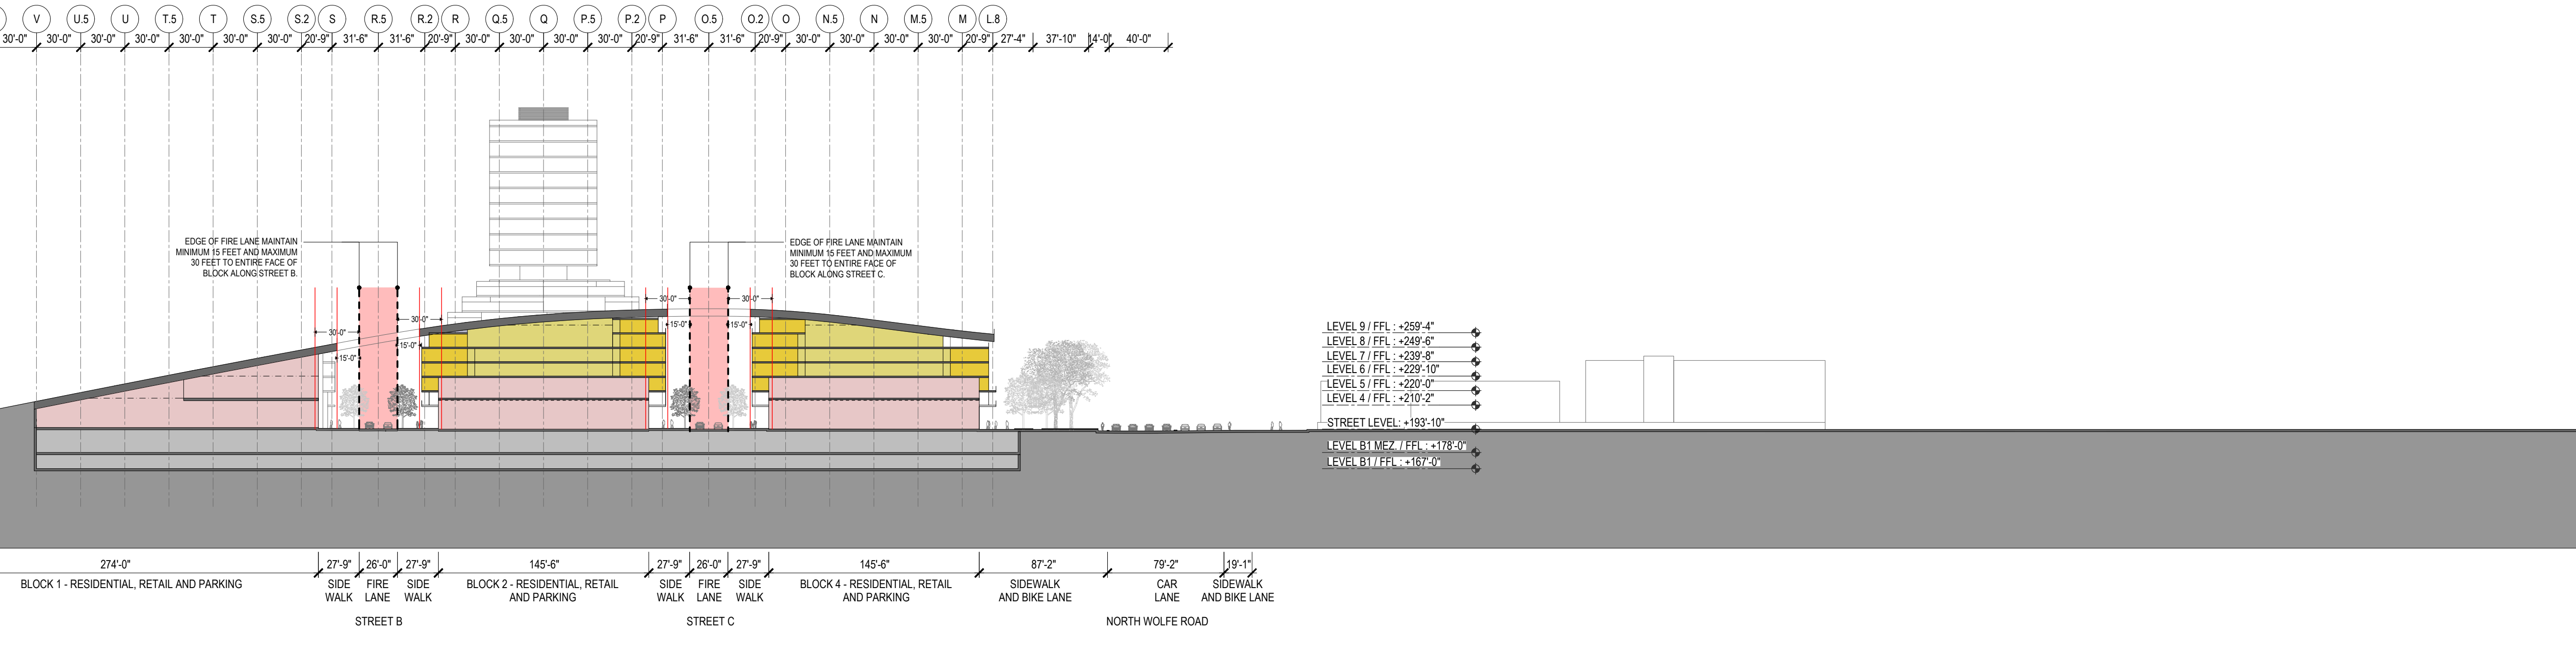 V U.5 U T.5 T S.5 S.2 S R.5 R.2 R Q.5 Q P.5 P.2 P O.5 O.2 O N.5 N M.5 M L.8
30'-0" 30'-0" 30'-0" 30'-0" 30'-0" 30'-0" 30'-0" 20'-9" 31'-6" 31'-6" 20'-9" 30'-0" 30'-0" 30'-0" 30'-0" 20'-9" 31'-6" 31'-6" 20'-9" 30'-0" 30'-0" 30'-0" 30'-0" 20'-9" 27'-4" 37'-10" 14'-0" 40'-0"
EDGE OF FIRE LANE MAINTAIN
MINIMUM 15 FEET AND MAXIMUM
30 FEET TO ENTIRE FACE OF
BLOCK ALONG STREET B.
EDGE OF FIRE LANE MAINTAIN
MINIMUM 15 FEET AND MAXIMUM
30 FEET TO ENTIRE FACE OF
BLOCK ALONG STREET C.
30'-0" 30'-0"
30'-0"
30'-0"
15'-0" 15'-0"
15'-0"
15'-0"
LEVEL 9 / FFL : +259'-4"
LEVEL 8 / FFL : +249'-6"
LEVEL 7 / FFL : +239'-8"
LEVEL 6 / FFL : +229'-10"
LEVEL 5 / FFL : +220'-0"
LEVEL 4 / FFL : +210'-2"
STREET LEVEL: +193'-10"
LEVEL B1 MEZ. / FFL : +178'-0"
LEVEL B1 / FFL : +167'-0"
274'-0" 27'-9" 26'-0" 27'-9" 145'-6" 27'-9" 26'-0" 27'-9" 145'-6" 87'-2" 79'-2" 19'-1"
BLOCK 1 - RESIDENTIAL, RETAIL AND PARKING
SIDE
WALK
FIRE
LANE
SIDE
WALK
BLOCK 2 - RESIDENTIAL, RETAIL
AND PARKING
SIDE
WALK
FIRE
LANE
SIDE
WALK
BLOCK 4 - RESIDENTIAL, RETAIL
AND PARKING
SIDEWALK
AND BIKE LANE
CAR
LANE
SIDEWALK
AND BIKE LANE
STREET B
STREET C
NORTH WOLFE ROAD